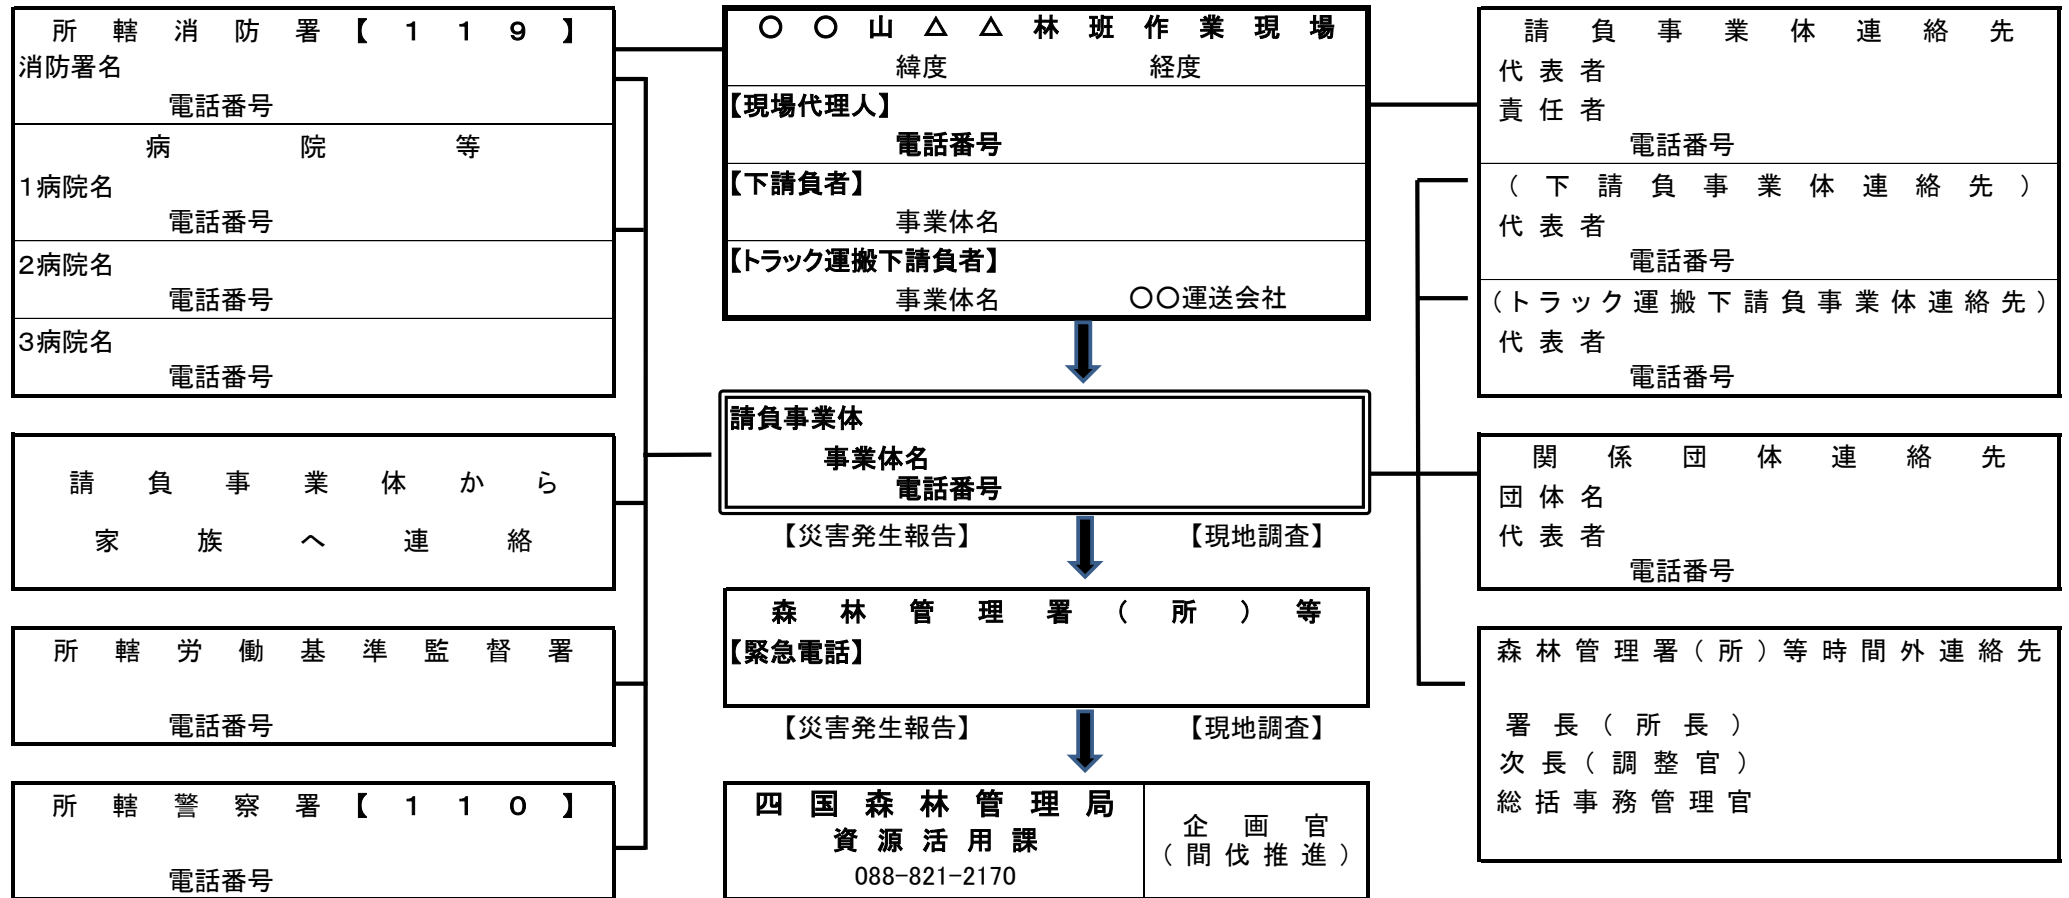 所轄消防署【119】
消防署名
電話番号
病院等
1病院名
電話番号
2病院名
電話番号
3病院名
電話番号
請負事業体から
家族へ連絡
所轄労働基準監督署
電話番号
所轄警察署【110】
電話番号
〇〇山△△林班作業現場
緯度 経度
【現場代理人】
電話番号
【下請負者】
事業体名
【トラック運搬下請負者】
事業体名 〇〇運送会社
請負事業体
事業体名
電話番号
【災害発生報告】 【現地調査】
森林管理署(所)等
【緊急電話】
【災害発生報告】 【現地調査】
四国森林管理局
資源活用課
088-821-2170
企画官
(間伐推進)
請負事業体連絡先
代表者
責任者
電話番号
(下請負事業体連絡先)
代表者
電話番号
(トラック運搬下請負事業体連絡先)
代表者
電話番号
関係団体連絡先
団体名
代表者
電話番号
森林管理署(所)等時間外連絡先
署長(所長)
次長(調整官)
総括事務管理官